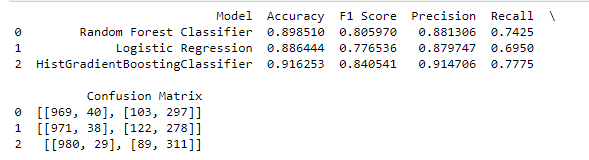 Model Accuracy F1 Score Precision Recall \
0 Random Forest Classifier 0.898510 0.805970 0.881306 0.7425
1 Logistic Regression 0.886444 0.776536 0.879747 0.6950
2 HistGradientBoostingClassifier 0.916253 0.840541 0.914706 0.7775
Confusion Matrix
0 [[969, 40], [103, 297]]
1 [[971, 38], [122, 278]]
2 [[980, 29], [89, 311]]